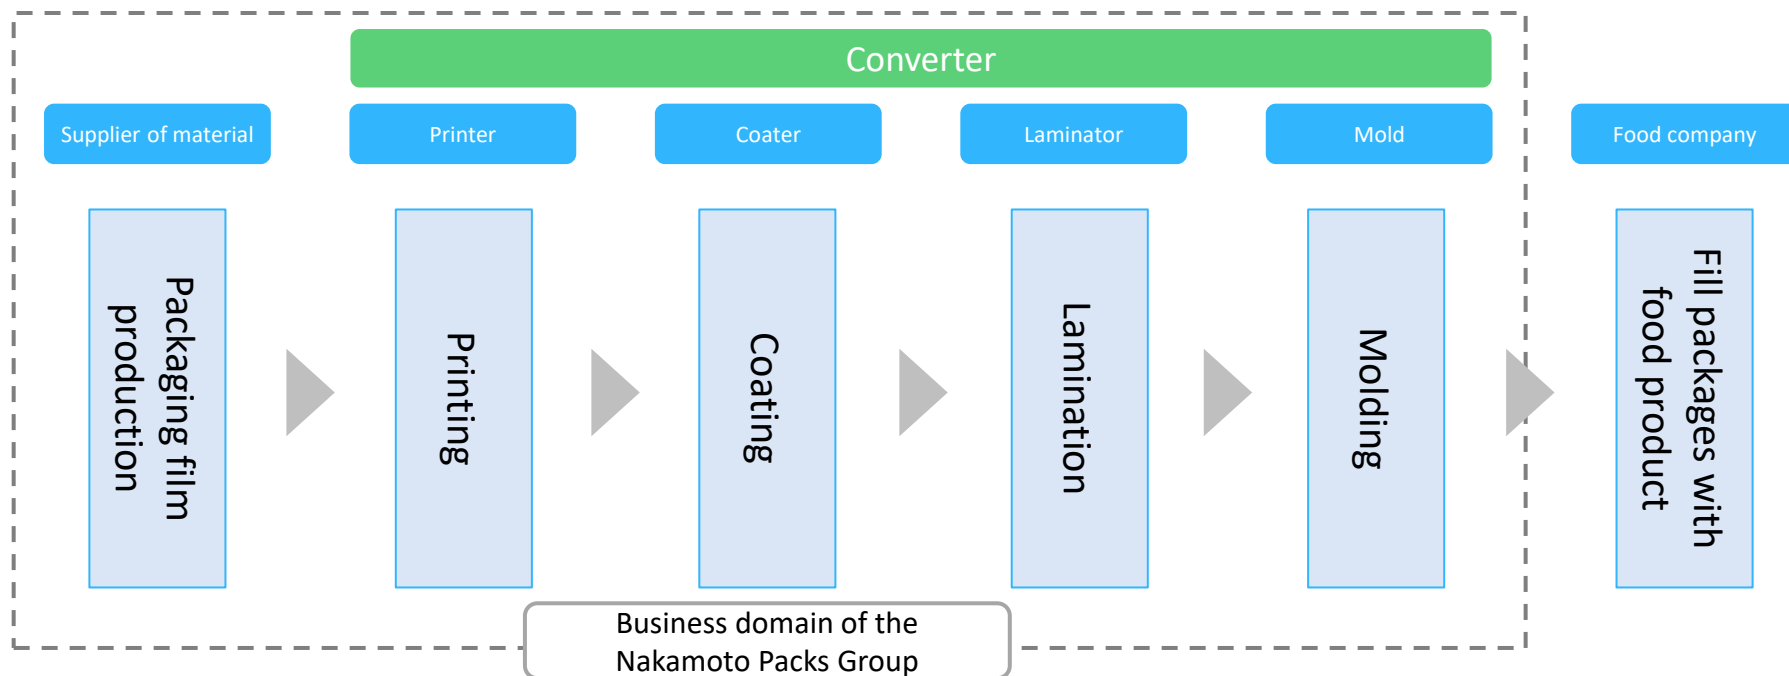 Converter
Supplier of material
Printer
Coater
Laminator
Mold
Food company
Packaging film
production
Printing
Coating
Lamination
Molding
Fill packages with
food product
Business domain of the
Nakamoto Packs Group